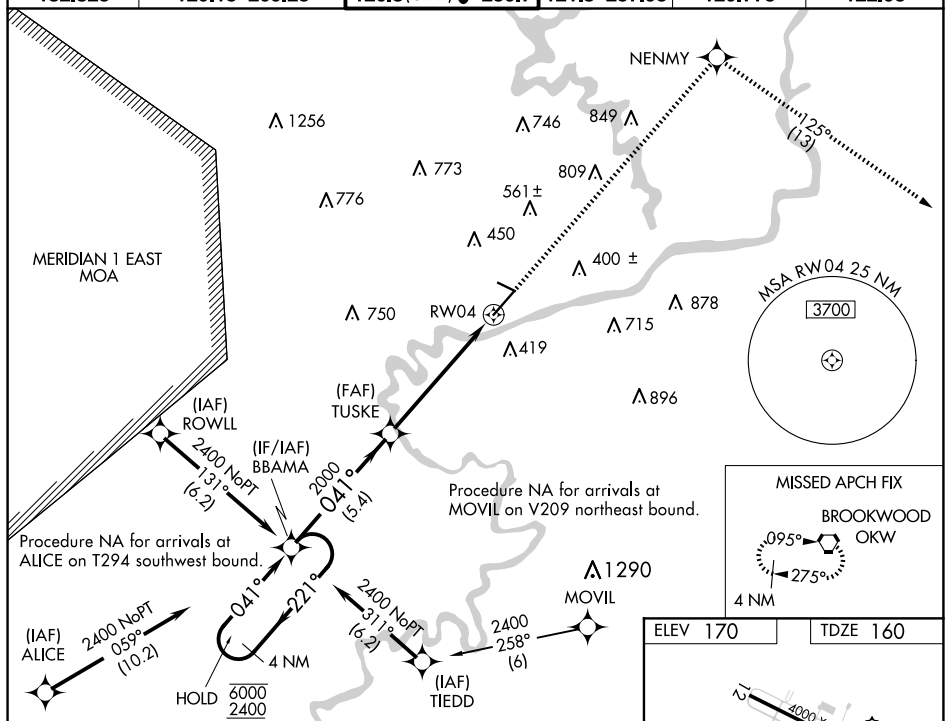 NENMY
125°
(13)
1256
746
849
773
809
776
561 ±
450
400 ±
MERIDIAN 1 EAST
MOA
MSA RW04 25 NM
3700
750
RW04
878
715
419
(FAF)
TUSKE
896
(IAF)
ROWLL
2400 NoPT
131°
(6.2)
(IF/IAF)
BBAMA
2000
041°
(5.4)
Procedure NA for arrivals at
MOVIL on V209 northeast bound.
MISSED APCH FIX
BROOKWOOD
OKW
095°
275°
4 NM
Procedure NA for arrivals at
ALICE on T294 southwest bound.
1290
MOVIL
2400
258°
(6)
2400 NoPT
311°
(6.2)
(IAF)
TIEDD
041°
221°
4 NM
HOLD
6000
2400
(IAF)
ALICE
2400 NoPT
059°
(10.2)
ELEV 170
TDZE 160
12